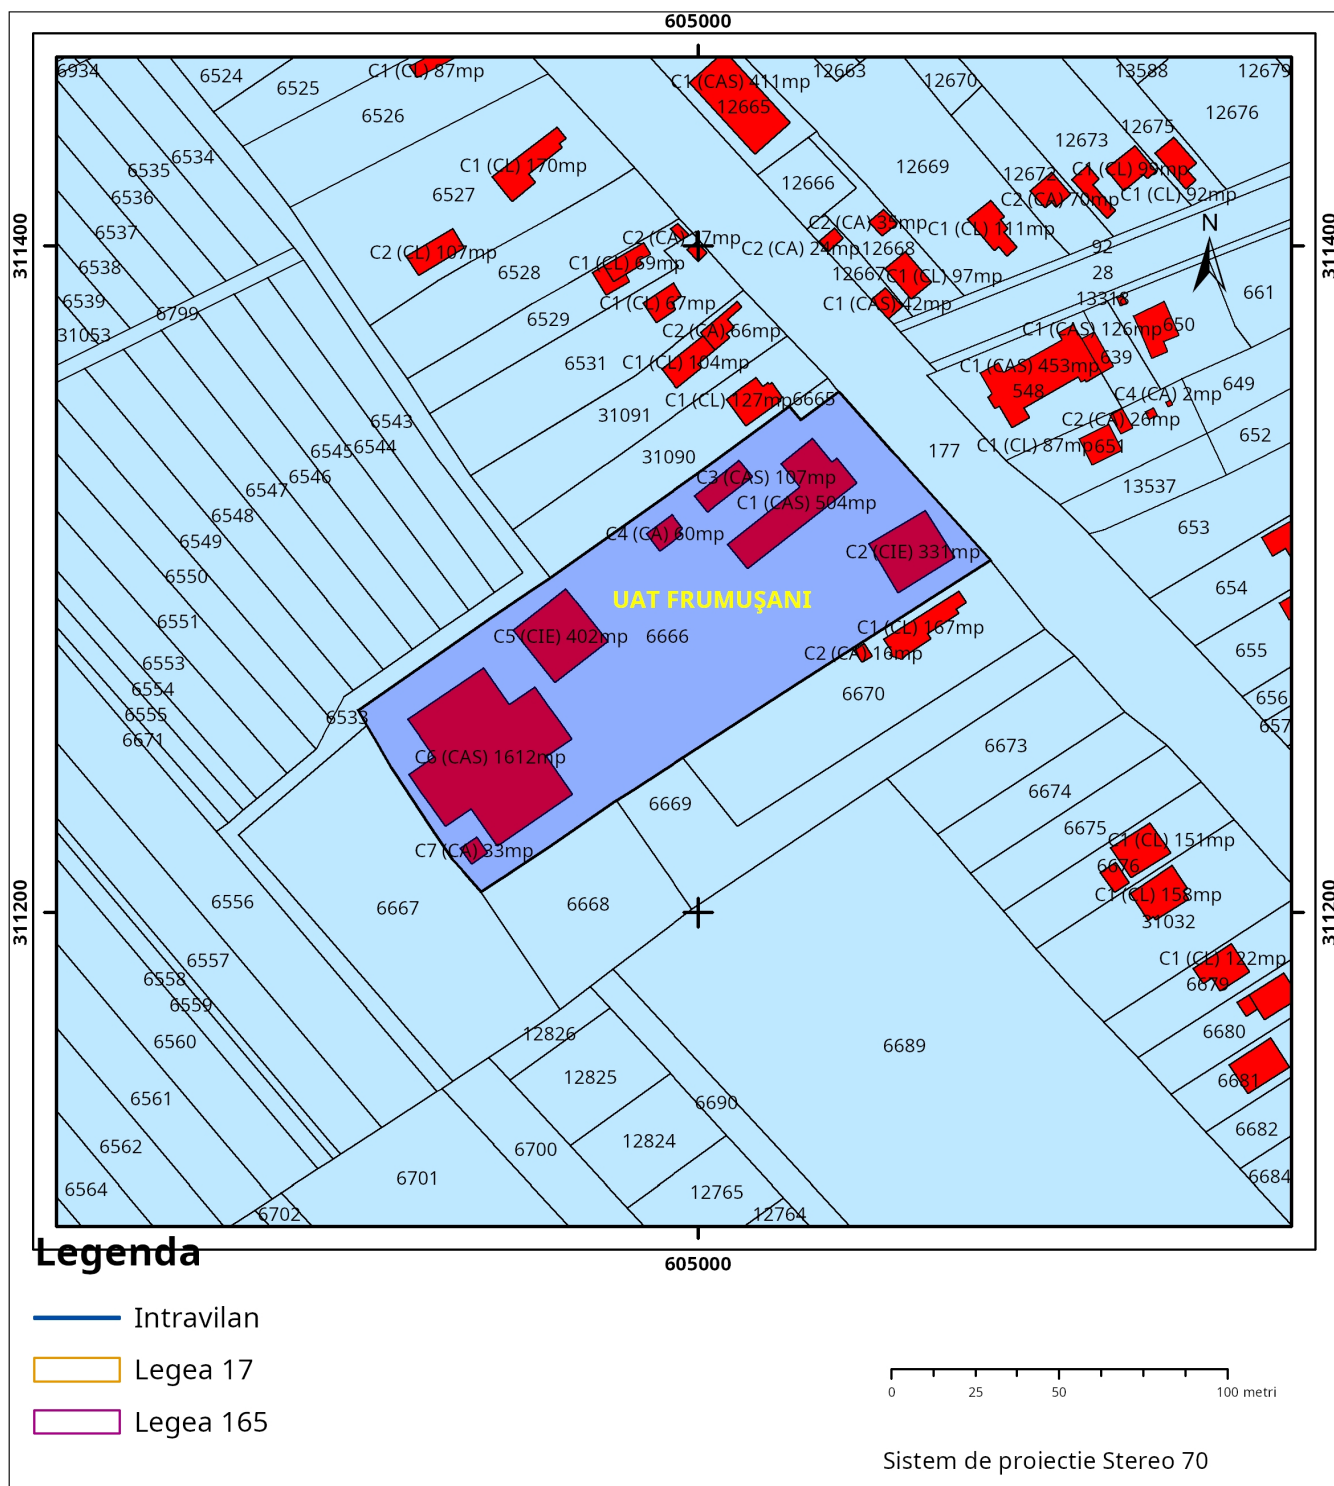 605000
6934
6524
6525
C1 (CL) 87mp
C1 (CAS) 411mp
12663
12670
13588
12679
12665
6526
12676
12675
12673
6534
6535
C1 (CL) 170mp
12669
C1 (CL) 99mp
12672
6536
6527
12666
C2 (CA) 70mp
C1 (CL) 92mp
N
6537
C2 (CA) 39mp
C1 (CL) 111mp
311400
C2 (CL) 107mp
C2 (CA) 24mp
12668
92
311400
6538
6528
C1 (CL) 69mp
12667
C1 (CL) 97mp
28
6539
6799
C1 (CL) 67mp
C1 (CAS) 42mp
13318
661
31053
6529
C2 (CA) 66mp
C1 (CAS) 126mp
650
6531
C1 (CL) 104mp
C1 (CAS) 453mp
639
548
649
C1 (CL) 127mp
6665
C4 (CA) 2mp
31091
6543
C2 (CA) 26mp
6545
6544
177
C1 (CL) 87mp
651
652
31090
6546
C3 (CAS) 107mp
6547
13537
C1 (CAS) 504mp
6548
653
C4 (CA) 60mp
6549
C2 (CIE) 331mp
6550
654
UAT FRUMUŞANI
6551
C5 (CIE) 402mp
6666
C1 (CL) 167mp
6553
C2 (CA) 16mp
655
6554
6670
656
6555
6533
657
6671
6673
C6 (CAS) 1612mp
6674
6669
6675
C1 (CL) 151mp
C7 (CA) 33mp
6676
6556
6667
6668
C1 (CL) 158mp
311200
31032
311200
6557
C1 (CL) 122mp
6558
6679
6559
6560
12826
6689
6680
12825
6681
6561
6690
6562
6700
12824
6682
6564
6701
12765
6684
6702
12764
Legenda
605000
Intravilan
Legea 17
Legea 165
0 25 50 100 metri
Sistem de proiectie Stereo 70